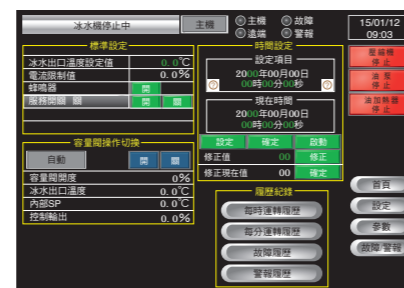 冰水機停止中
主機
主機 故障
遠端 警報
15/01/12
09:03
標準設定
冰水出口溫度設定值 0.0℃
電流限制值 0.0%
蜂鳴器 開
服務開關 關 開 關
時間設定
設定項目
2000年00月00日
00時00分00秒
現在時間
2000年00月00日
00時00分00秒
設定 確定 啟動
修正值 00 修正
修正現在值 00 確定
壓縮機
停止
油泵
停止
油加熱器
停止
容量閥操作切換
自動 開 關
容量閥開度 0%
冰水出口溫度 0.0℃
內部SP 0.0℃
控制輸出 0.0%
履歷紀錄
每時運轉履歷
每分運轉履歷
故障履歷
警報履歷
首頁
設定
參數
故障/警報